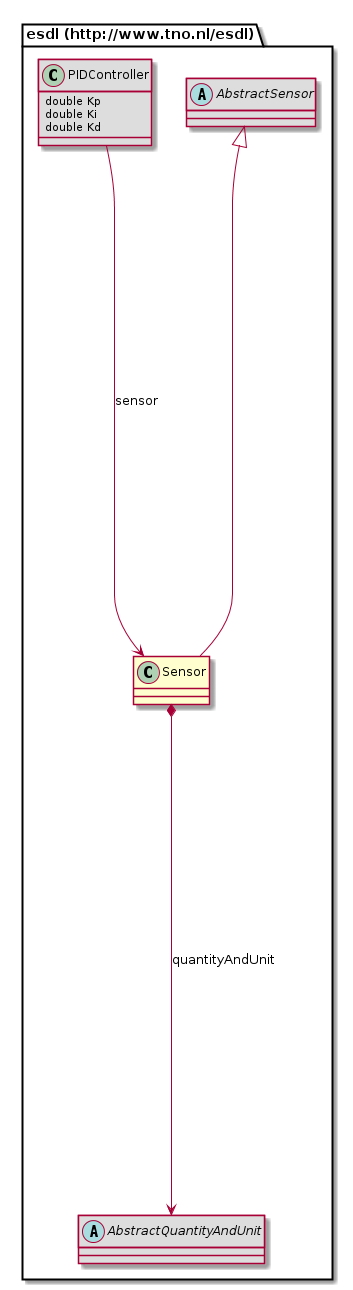 esdl (http://www.tno.nl/esdl)
C PIDController
double Kp
double Ki
double Kd
A AbstractSensor
sensor
C Sensor
quantityAndUnit
A AbstractQuantityAndUnit